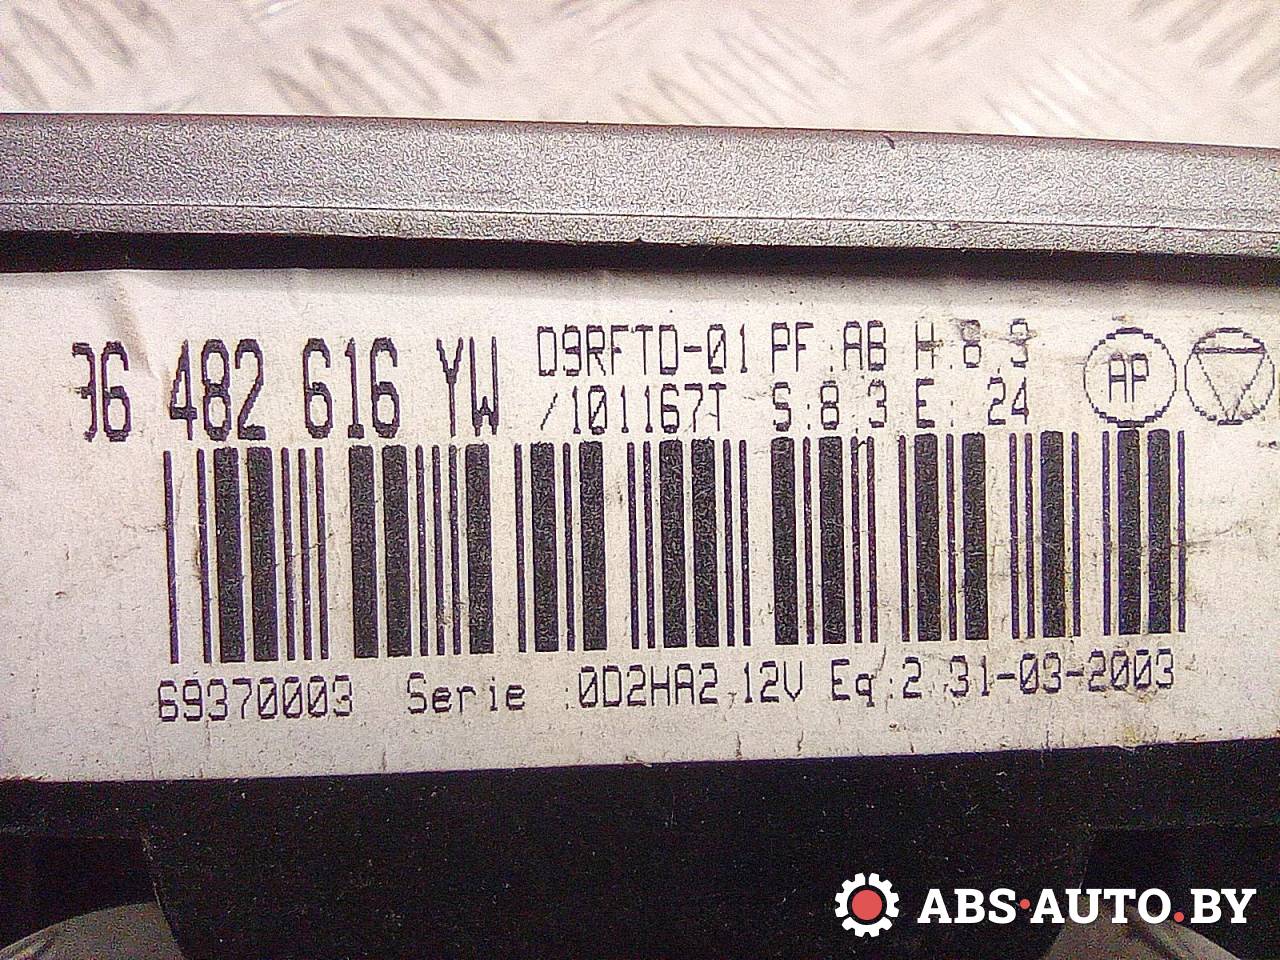 96 482 616 YW
D9RFTD-01 PF:AB H:8.3
/101167T S:8.3 E: 24
AP
69370003 Serie :0D2HA2 12V Eq:2 31-03-2003
ABS·AUTO.BY